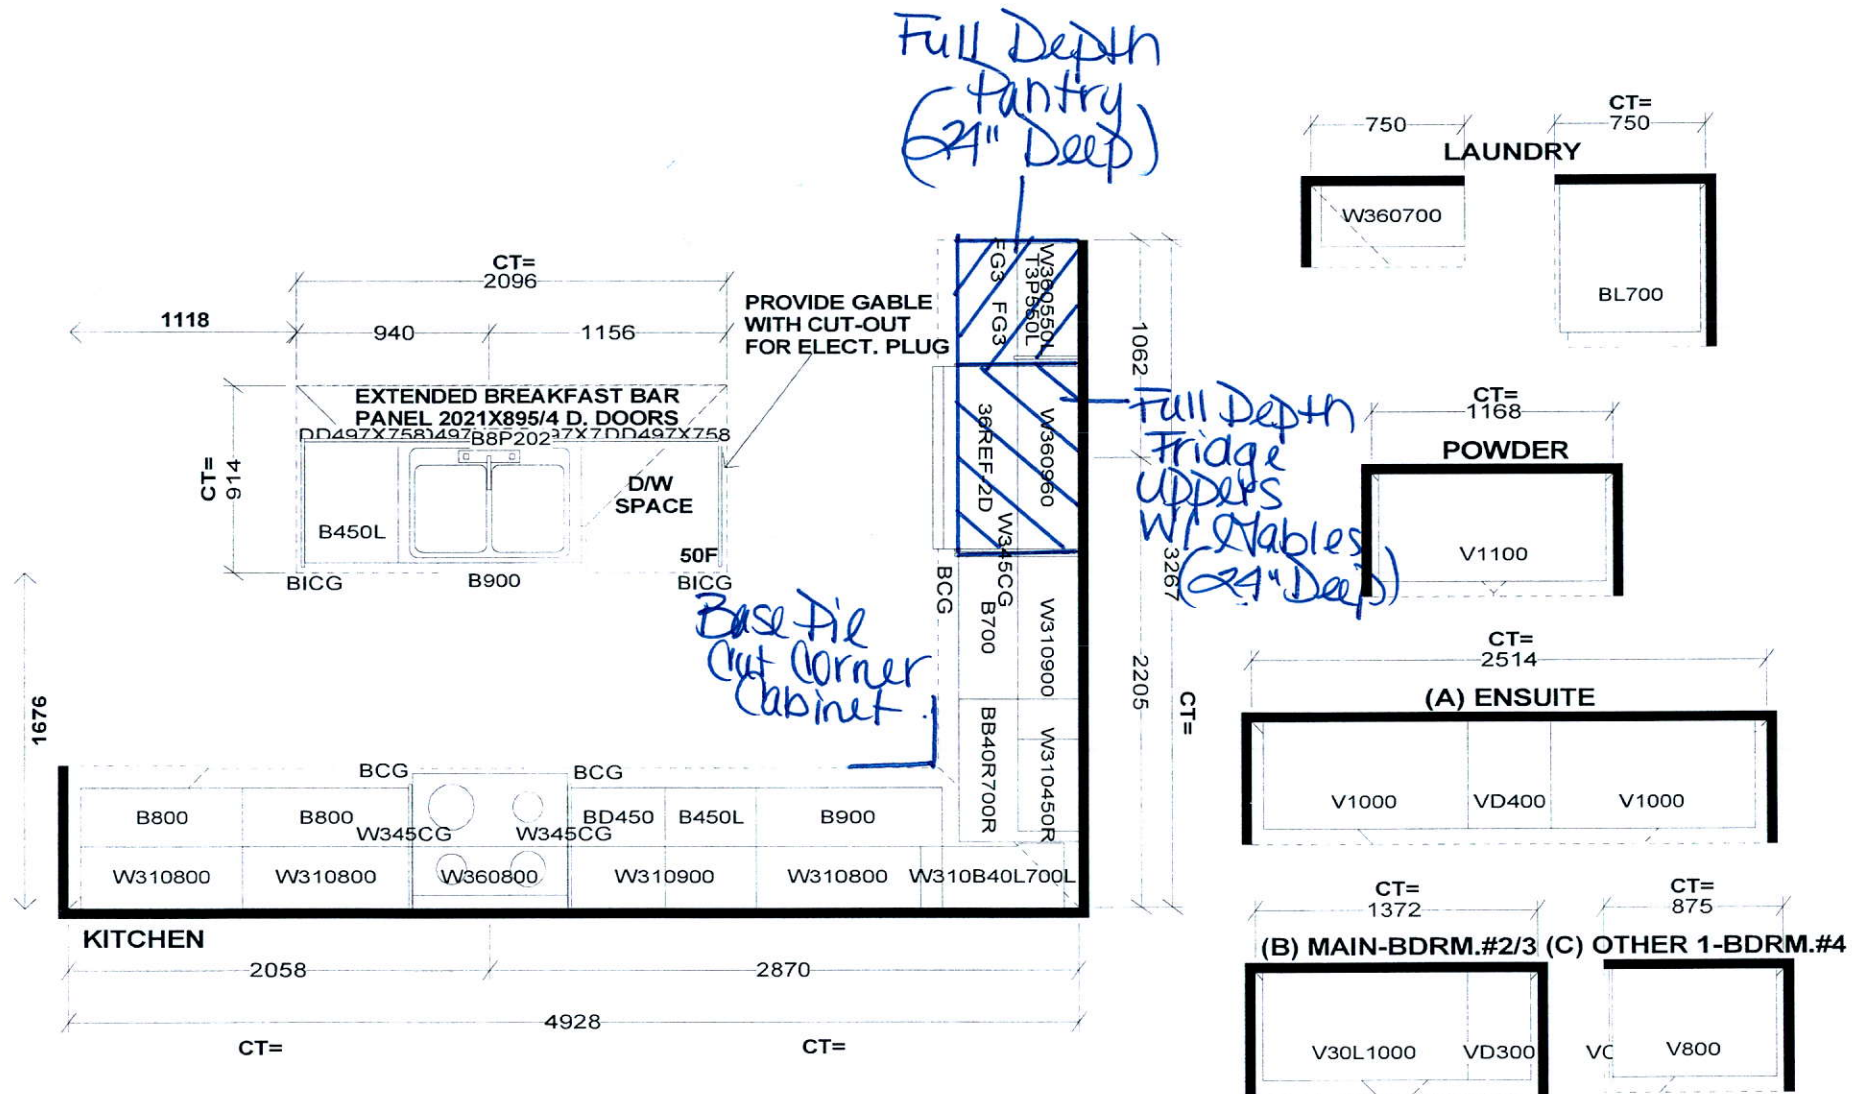 Full Depth
Pantry
(24" Deep)
CT=
750
750
LAUNDRY
W360700
BL700
CT=
2096
1118
940
1156
PROVIDE GABLE
WITH CUT-OUT
FOR ELECT. PLUG
EXTENDED BREAKFAST BAR
PANEL 2021X895/4 D. DOORS
B8P202
DD497X758
CT=
914
D/W
SPACE
B450L
50F
BICG
B900
BICG
FG3
FG3
W360550L
T3P550L
1062
36REF-2D
W360960
Full Depth
Fridge
Uppers
W/ Gables
(24" Deep)
3267
CT=
1168
POWDER
V1100
BCG
W345CG
B700
W310900
2205
CT=
BB40R700R
W310450R
Base Pie
Cut Corner
Cabinet
1676
BCG
BCG
B800
B800
BD450
B450L
B900
W345CG
W345CG
W310800
W310800
W360800
W310900
W310800
W310B40L700L
KITCHEN
2058
2870
4928
CT=
CT=
CT=
2514
(A) ENSUITE
V1000
VD400
V1000
CT=
1372
CT=
875
(B) MAIN-BDRM.#2/3
(C) OTHER 1-BDRM.#4
V30L1000
VD300
V800